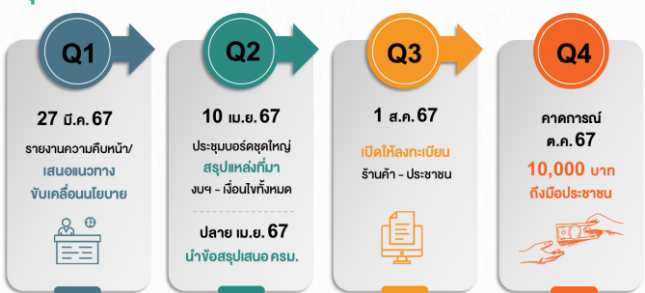 Q1
27 มี.ค. 67
รายงานความคืบหน้า/
เสนอแนวทาง
ขับเคลื่อนนโยบาย
Q2
10 เม.ย. 67
ประชุมบอร์ดชุดใหญ่
สรุปแหล่งที่มา
งบฯ - เงื่อนไขทั้งหมด
ปลาย เม.ย. 67
นำข้อสรุปเสนอ ครม.
Q3
1 ส.ค. 67
เปิดให้ลงทะเบียน
ร้านค้า - ประชาชน
Q4
คาดการณ์
ต.ค. 67
10,000 บาท
ถึงมือประชาชน